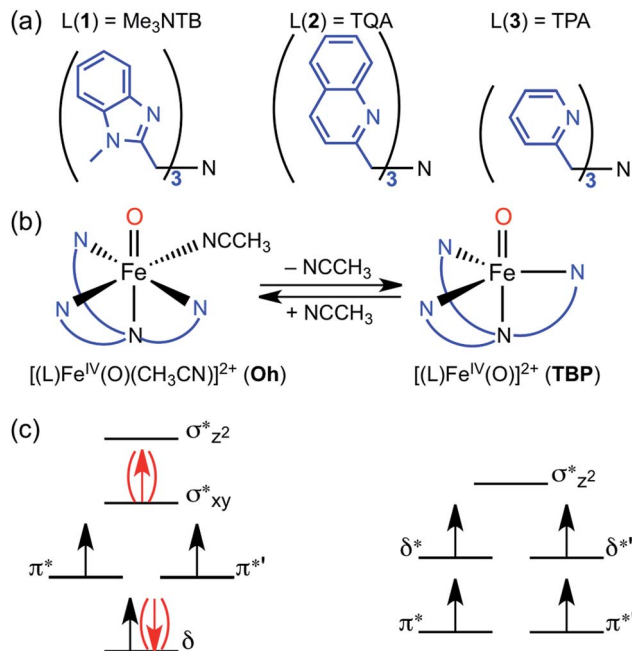 (a) L(1) = Me₃NTB L(2) = TQA L(3) = TPA
N N 3 N
N 3 N
N 3 N
(b) O O
N NCCH₃ N
Fe – NCCH₃ Fe N
N N + NCCH₃ N
N N
[(L)Feᴵⱽ(O)(CH₃CN)]²⁺ (Oh) [(L)Feᴵⱽ(O)]²⁺ (TBP)
(c) σ*z² σ*z²
σ*xy δ* δ*'
π* π*' π* π*'
δ